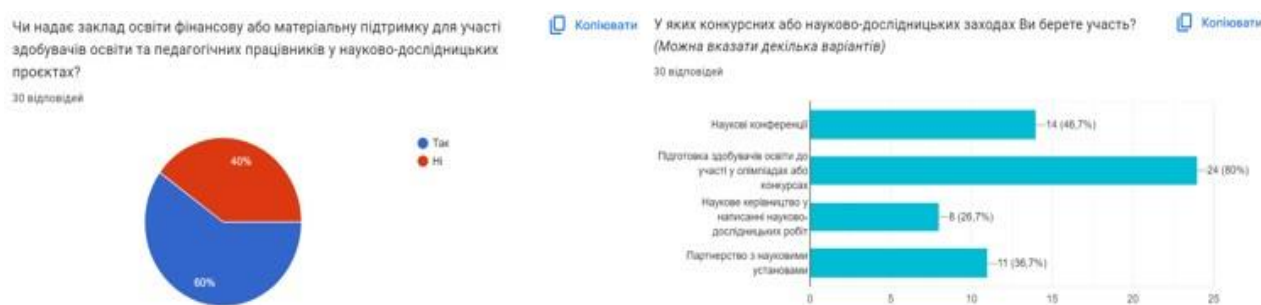 Чи надає заклад освіти фінансову або матеріальну підтримку для участі
здобувачів освіти та педагогічних працівників у науково-дослідницьких
проєктах?
Копіювати
30 відповідей
Так
Ні
40%
60%
У яких конкурсних або науково-дослідницьких заходах Ви берете участь?
(Можна вказати декілька варіантів)
Копіювати
30 відповідей
Наукові конференції
14 (46,7%)
Підготовка здобувачів освіти до
участі у олімпіадах або
конкурсах
24 (80%)
Наукове керівництво у
написанні науково-
дослідницьких робіт
8 (26,7%)
Партнерство з науковими
установами
11 (36,7%)
0 5 10 15 20 25